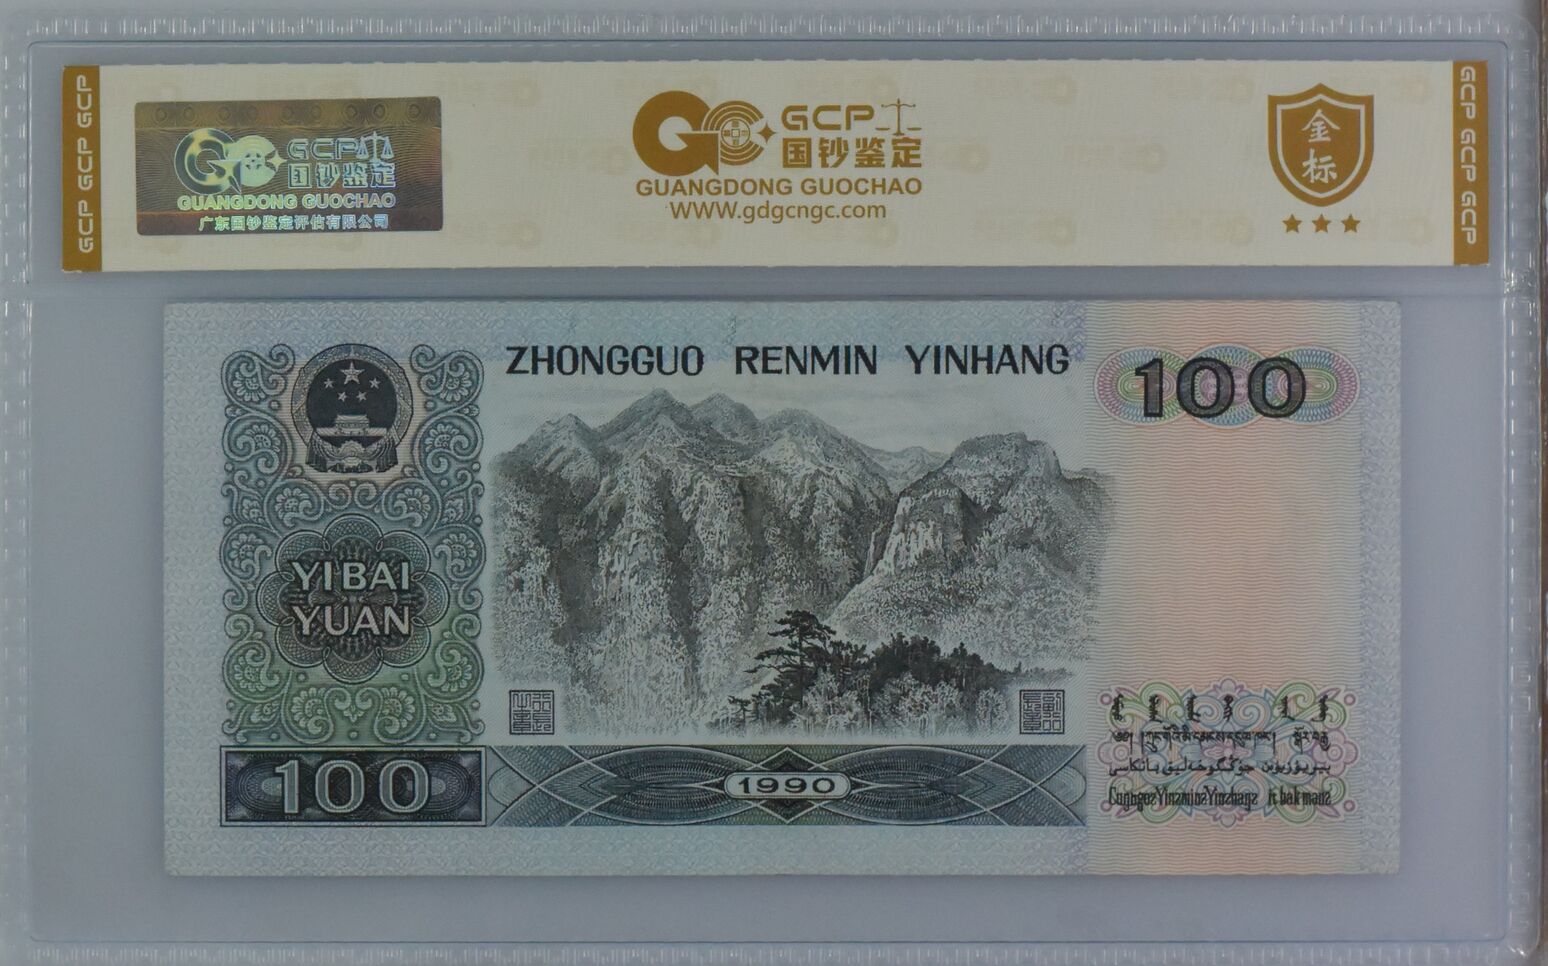 GCP GCP GCP
GCP 国钞鉴定
GUANGDONG GUOCHAO
广东国钞鉴定评估有限公司
GCP
国钞鉴定
GUANGDONG GUOCHAO
WWW.gdgcngc.com
金标
GCP GCP GCP
ZHONGGUO RENMIN YINHANG
100
YI BAI
YUAN
100
1990